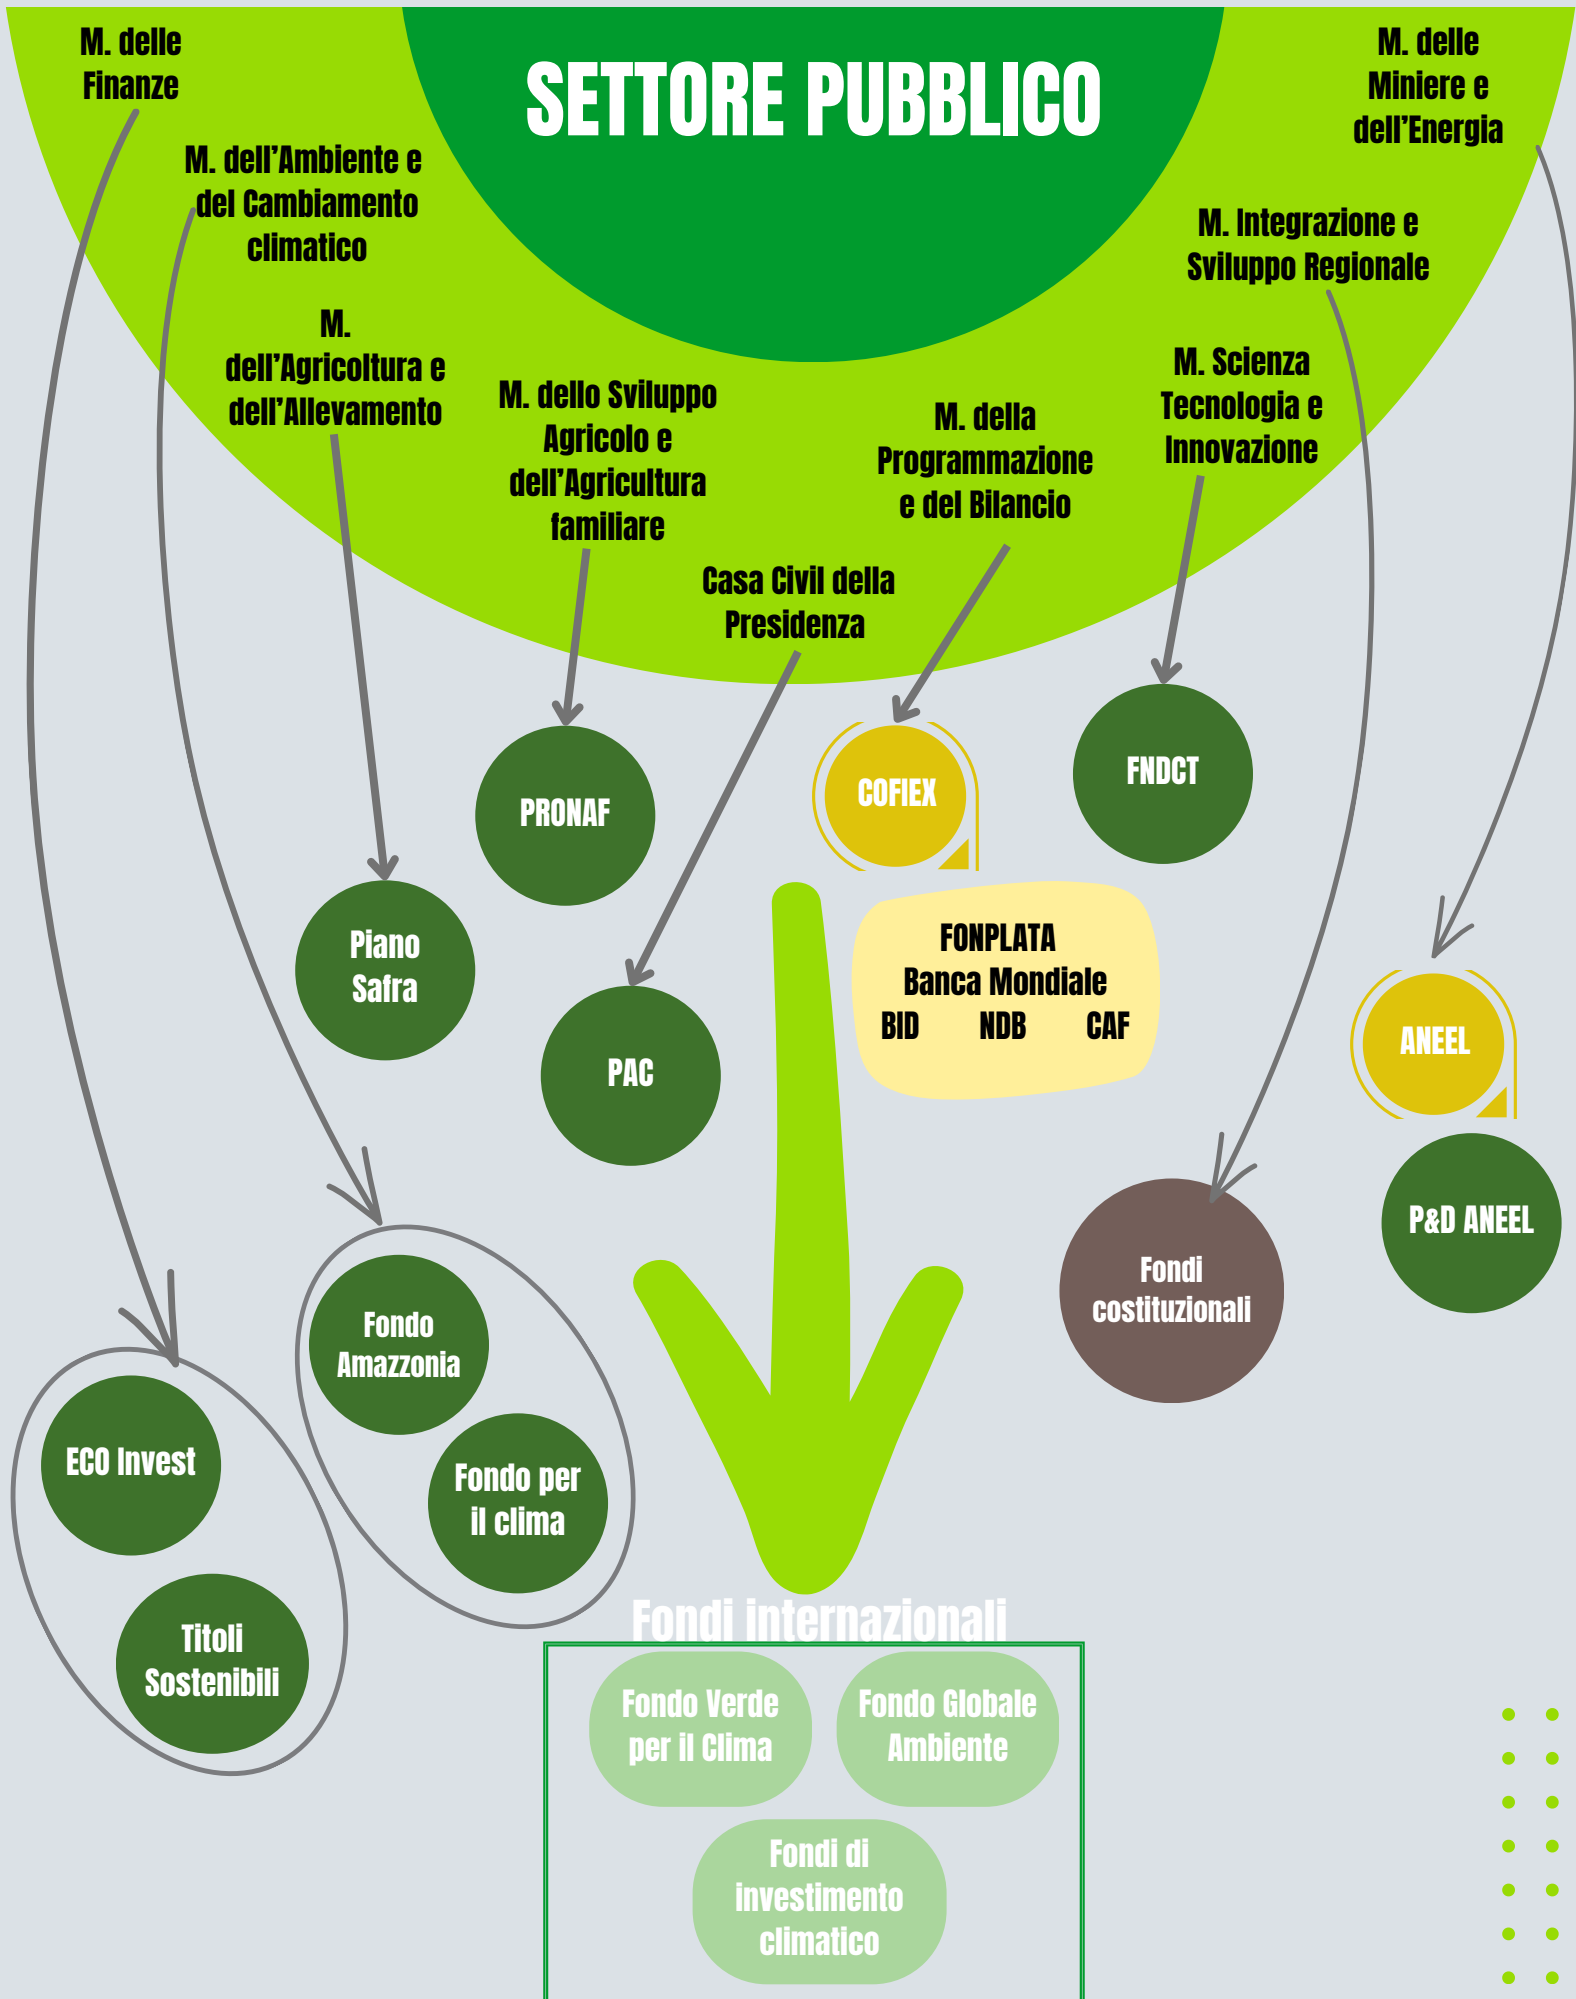 SETTORE PUBBLICO
M. delle
Finanze
M. dell'Ambiente e
del Cambiamento
climatico
M.
dell'Agricoltura e
dell'Allevamento
M. dello Sviluppo
Agricolo e
dell'Agricultura
familiare
Casa Civil della
Presidenza
M. della
Programmazione
e del Bilancio
M. Scienza
Tecnologia e
Innovazione
M. Integrazione e
Sviluppo Regionale
M. delle
Miniere e
dell'Energia
PRONAF
COFIEX
FNDCT
Piano
Safra
PAC
FONPLATA
Banca Mondiale
BID NDB CAF
ANEEL
P&D ANEEL
Fondi
costituzionali
Fondo
Amazzonia
Fondo per
il clima
ECO Invest
Titoli
Sostenibili
Fondi internazionali
Fondo Verde
per il Clima
Fondo Globale
Ambiente
Fondi di
investimento
climatico